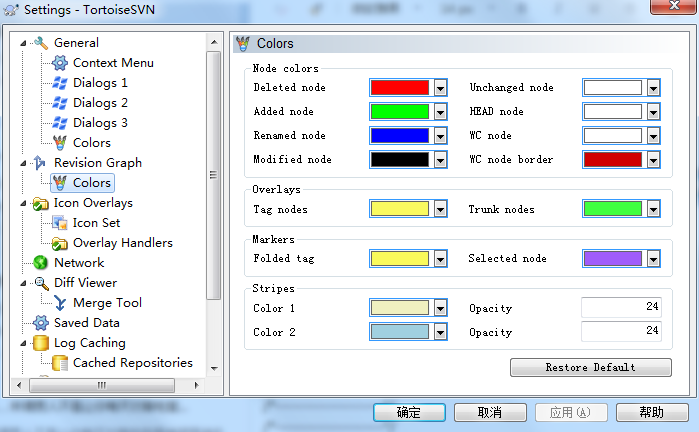 Settings - TortoiseSVN
General
Context Menu
Dialogs 1
Dialogs 2
Dialogs 3
Colors
Revision Graph
Colors
Icon Overlays
Icon Set
Overlay Handlers
Network
Diff Viewer
Merge Tool
Saved Data
Log Caching
Cached Repositories
Colors
Node colors
Deleted node Unchanged node
Added node HEAD node
Renamed node WC node
Modified node WC node border
Overlays
Tag nodes Trunk nodes
Markers
Folded tag Selected node
Stripes
Color 1 Opacity 24
Color 2 Opacity 24
Restore Default
确定 取消 应用(A) 帮助